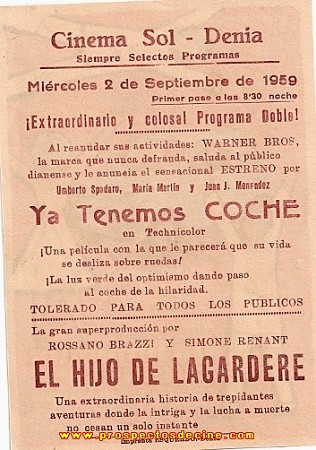 Cinema Sol - Denia
Siempre Selectos Programas
Miércoles 2 de Septiembre de 1959
Primer pase a las 8'30 noche
¡Extraordinario y colosal Programa Doble!
Al reanudar sus actividades: WARNER BROS,
la marca que nunca defrauda, saluda al público
dianense y le anuncia el sensacional ESTRENO por
Umberto Spadaro, María Martin y Juan J. Menendez
Ya Tenemos COCHE
en Technicolor
¡Una película con la que le parecerá que su vida
se desliza sobre ruedas!
¡La luz verde del optimismo dando paso
al coche de la hilaridad.
TOLERADO PARA TODOS LOS PUBLICOS
La gran superproducción por
ROSSANO BRAZZI Y SIMONE RENANT
EL HIJO DE LAGARDERE
Una extraordinaria historia de trepidantes
aventuras donde la intriga y la lucha a muerte
no cesan un solo instante
www.prospectosdecine.com
Imprenta